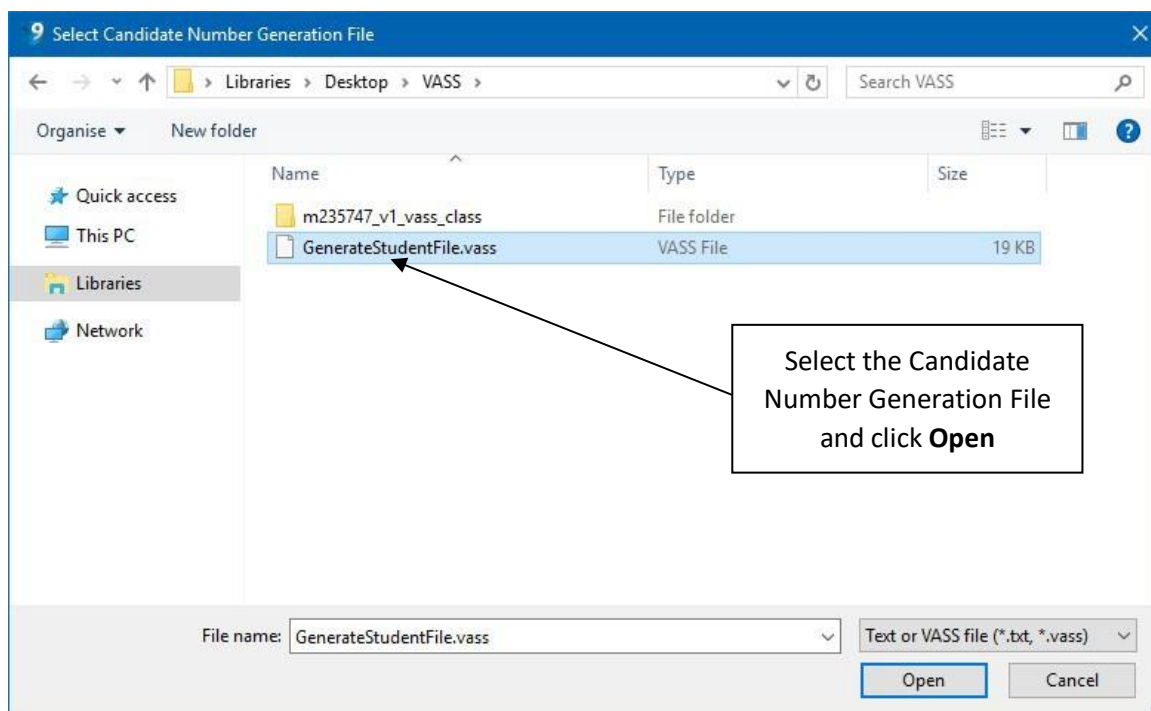 9 Select Candidate Number Generation File
Libraries > Desktop > VASS >
Search VASS
Organise
New folder
Name
Type
Size
Quick access
This PC
Libraries
Network
m235747_v1_vass_class
File folder
GenerateStudentFile.vass
VASS File
19 KB
Select the Candidate
Number Generation File
and click Open
File name:
GenerateStudentFile.vass
Text or VASS file (*.txt, *.vass)
Open
Cancel